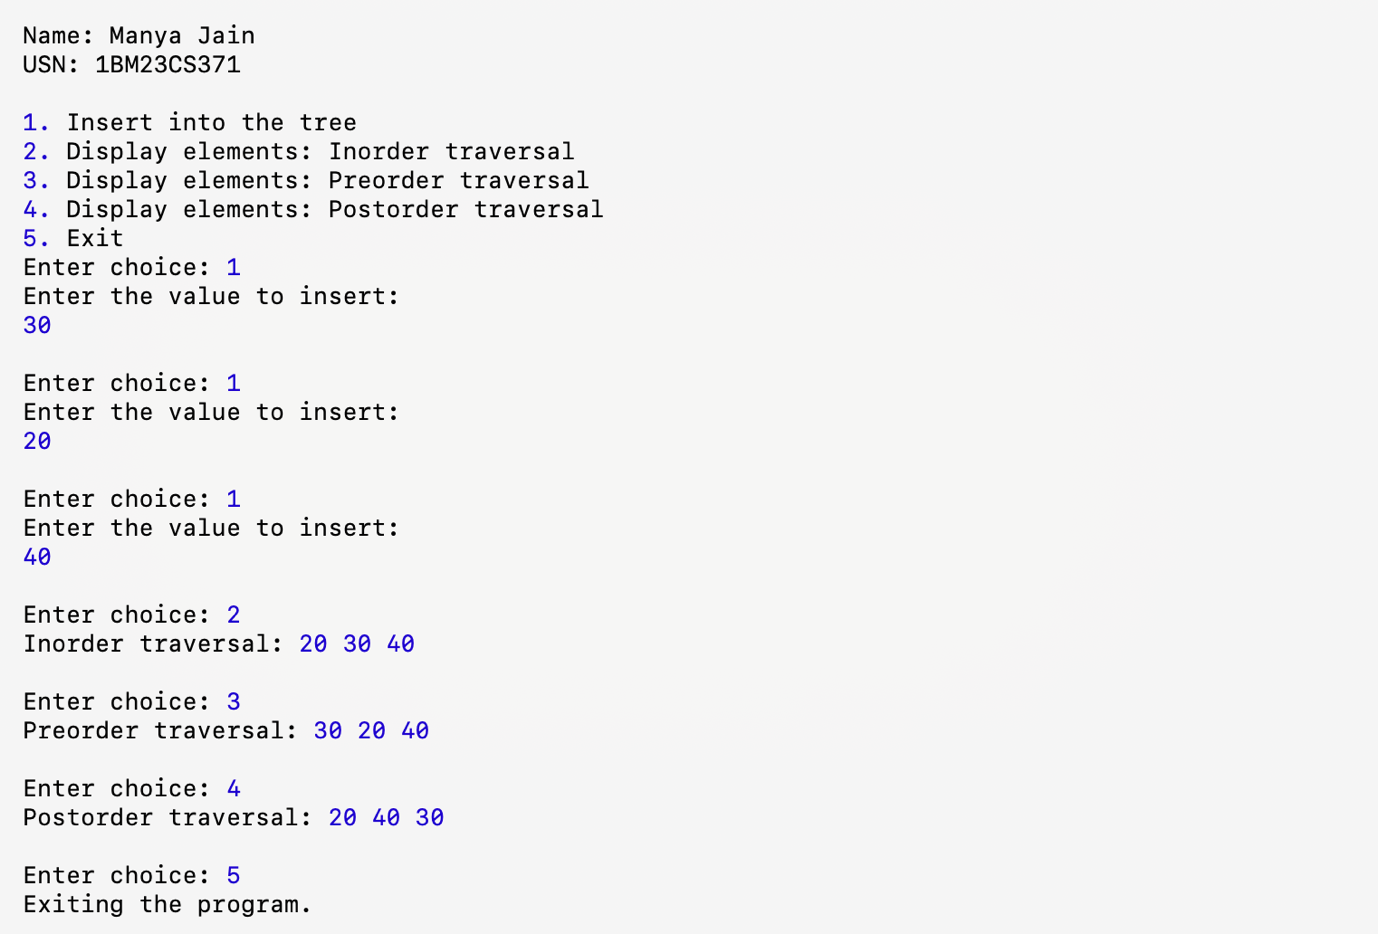 Name: Manya Jain
USN: 1BM23CS371
1. Insert into the tree
2. Display elements: Inorder traversal
3. Display elements: Preorder traversal
4. Display elements: Postorder traversal
5. Exit
Enter choice: 1
Enter the value to insert:
30
Enter choice: 1
Enter the value to insert:
20
Enter choice: 1
Enter the value to insert:
40
Enter choice: 2
Inorder traversal: 20 30 40
Enter choice: 3
Preorder traversal: 30 20 40
Enter choice: 4
Postorder traversal: 20 40 30
Enter choice: 5
Exiting the program.